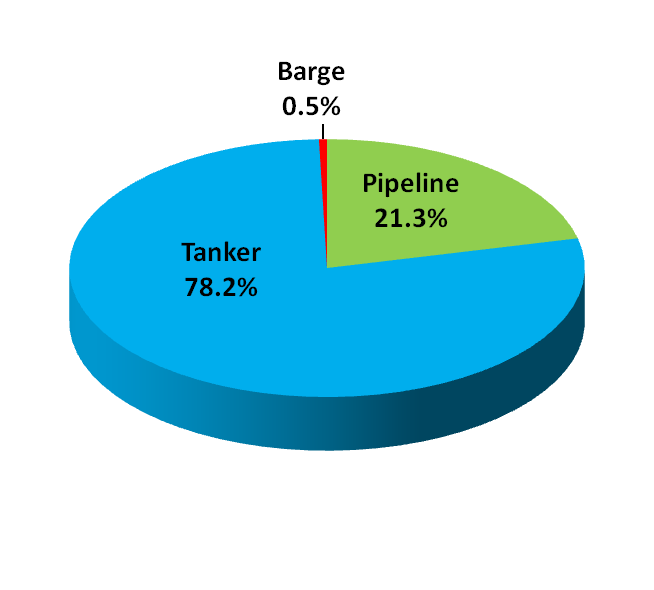 Barge
0.5%
Pipeline
21.3%
Tanker
78.2%